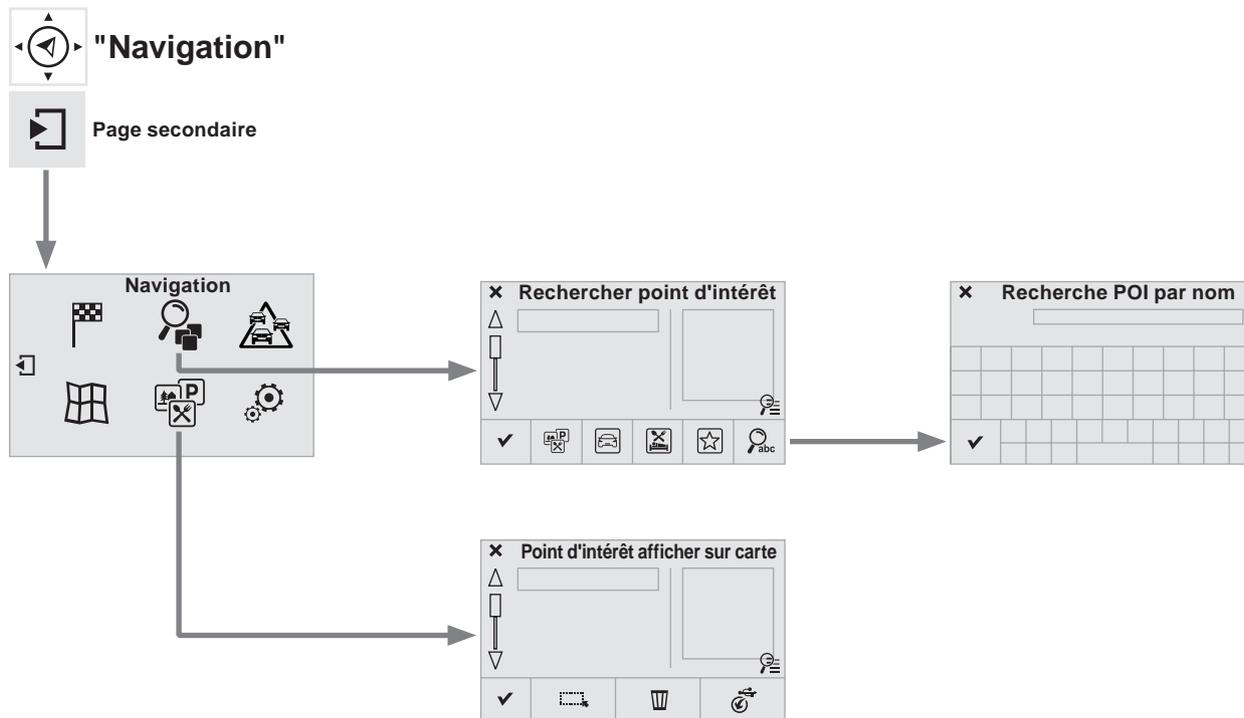 "Navigation"
Page secondaire
Navigation
P
Rechercher point d'intérêt
P
abc
Recherche POI par nom
Point d'intérêt afficher sur carte